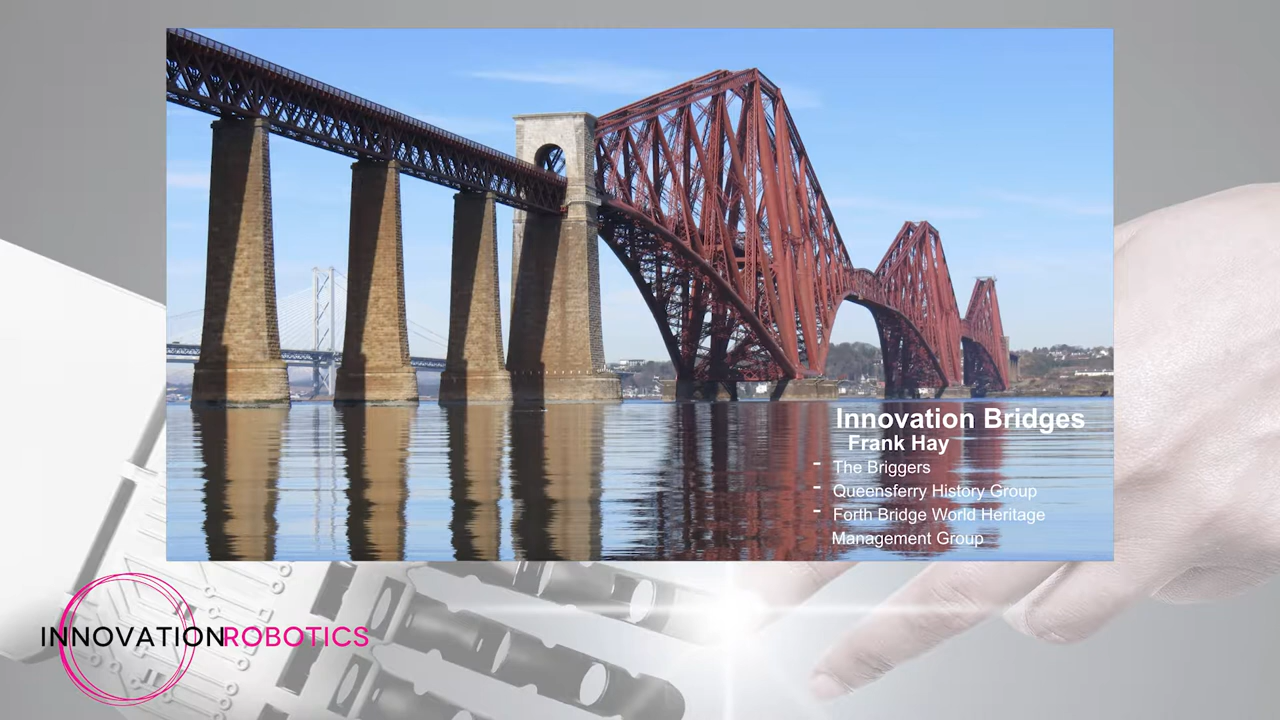 Innovation Bridges
Frank Hay
- The Briggers
- Queensferry History Group
- Forth Bridge World Heritage
Management Group
INNOVATIONROBOTICS